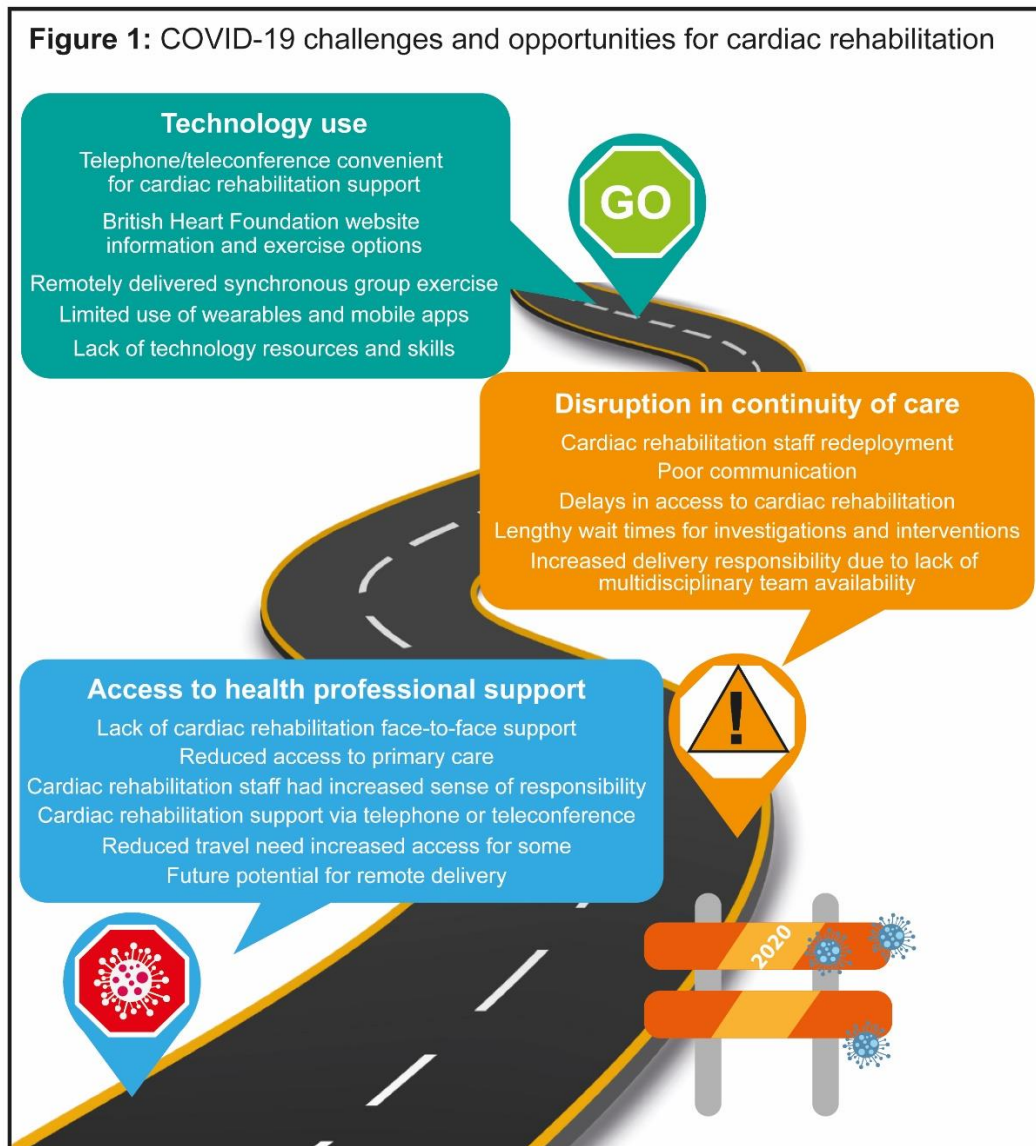 Figure 1: COVID-19 challenges and opportunities for cardiac rehabilitation
Technology use
Telephone/teleconference convenient
for cardiac rehabilitation support
British Heart Foundation website
information and exercise options
Remotely delivered synchronous group exercise
Limited use of wearables and mobile apps
Lack of technology resources and skills
GO
Disruption in continuity of care
Cardiac rehabilitation staff redeployment
Poor communication
Delays in access to cardiac rehabilitation
Lengthy wait times for investigations and interventions
Increased delivery responsibility due to lack of
multidisciplinary team availability
!
Access to health professional support
Lack of cardiac rehabilitation face-to-face support
Reduced access to primary care
Cardiac rehabilitation staff had increased sense of responsibility
Cardiac rehabilitation support via telephone or teleconference
Reduced travel need increased access for some
Future potential for remote delivery
2020